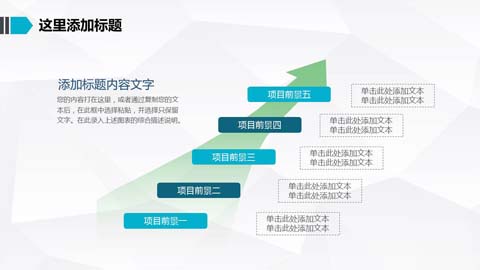 这里添加标题
添加标题内容文字
您的内容打在这里，或者通过复制您的文
本后，在此框中选择粘贴，并选择只保留
文字。在此录入上述图表的综合描述说明。
项目前景五
单击此处添加文本
单击此处添加文本
项目前景四
单击此处添加文本
单击此处添加文本
项目前景三
单击此处添加文本
单击此处添加文本
项目前景二
单击此处添加文本
单击此处添加文本
项目前景一
单击此处添加文本
单击此处添加文本